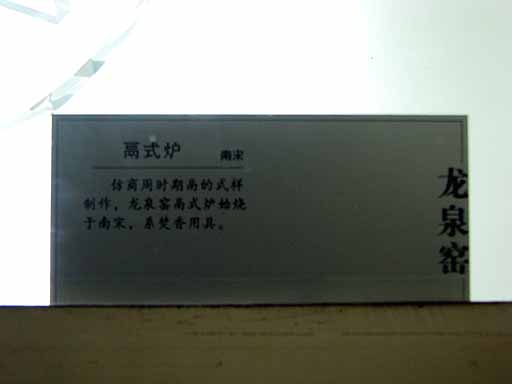 鬲式炉 南宋
仿商周时期鬲的式样
制作，龙泉窑鬲式炉始烧
于南宋，系焚香用具。
龙泉窑